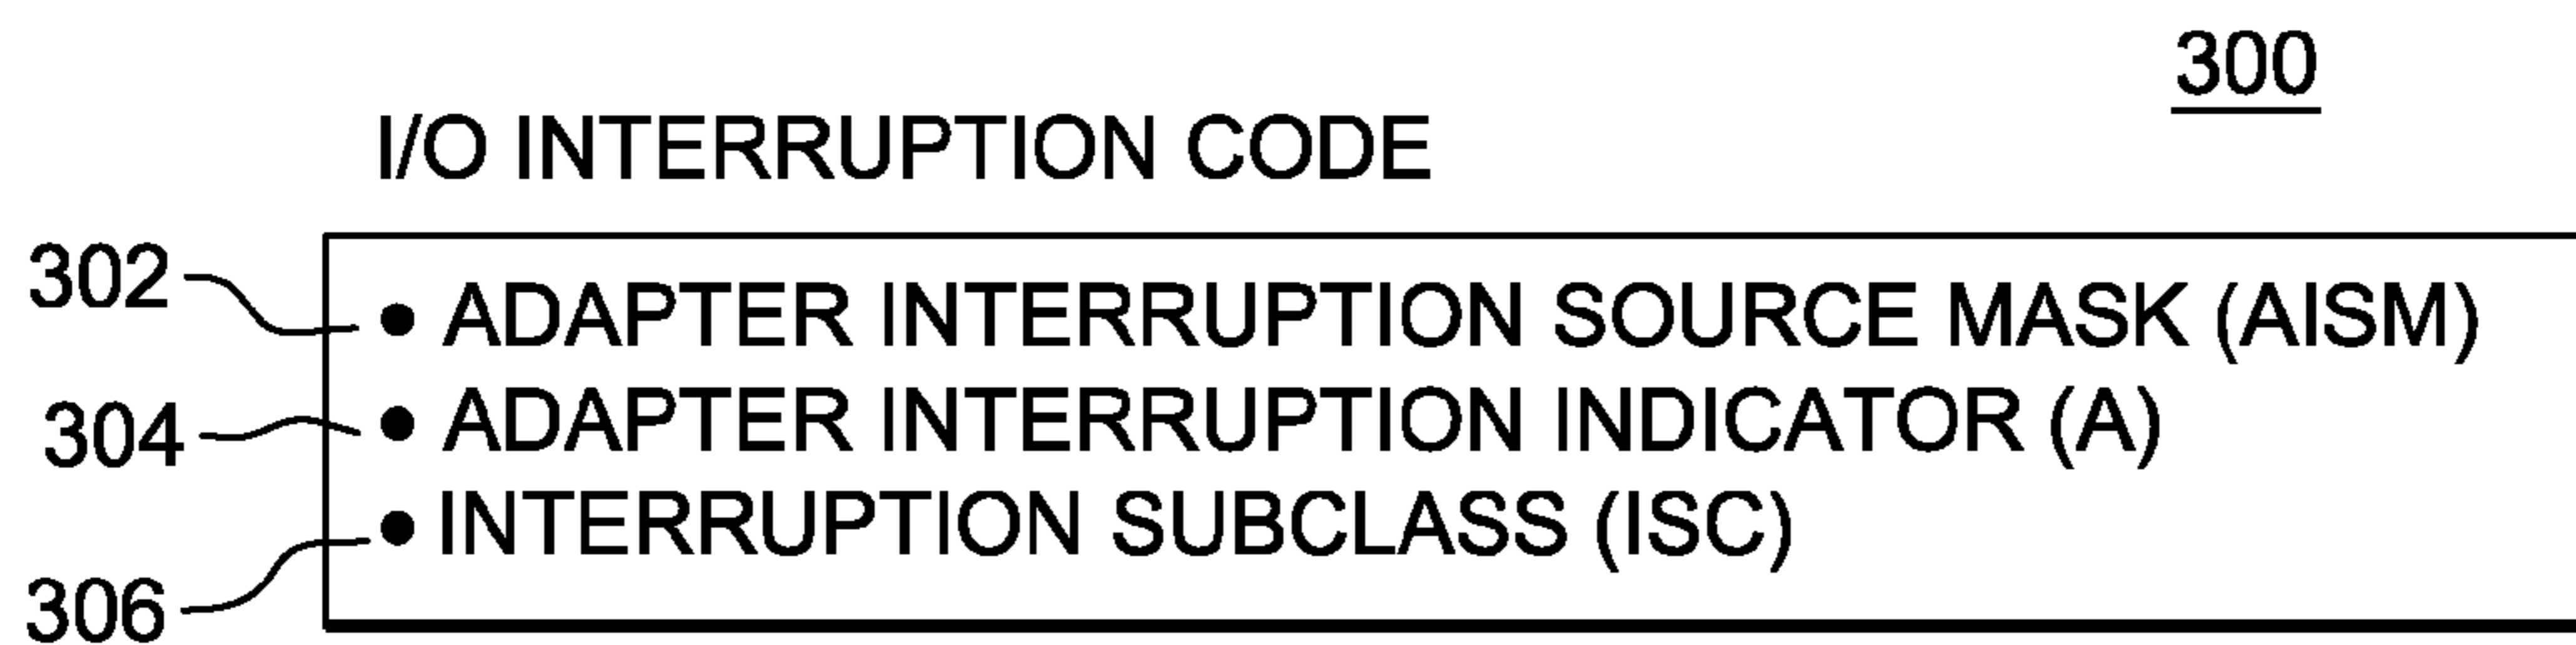 300
I/O INTERRUPTION CODE
302 • ADAPTER INTERRUPTION SOURCE MASK (AISM)
304 • ADAPTER INTERRUPTION INDICATOR (A)
306 • INTERRUPTION SUBCLASS (ISC)